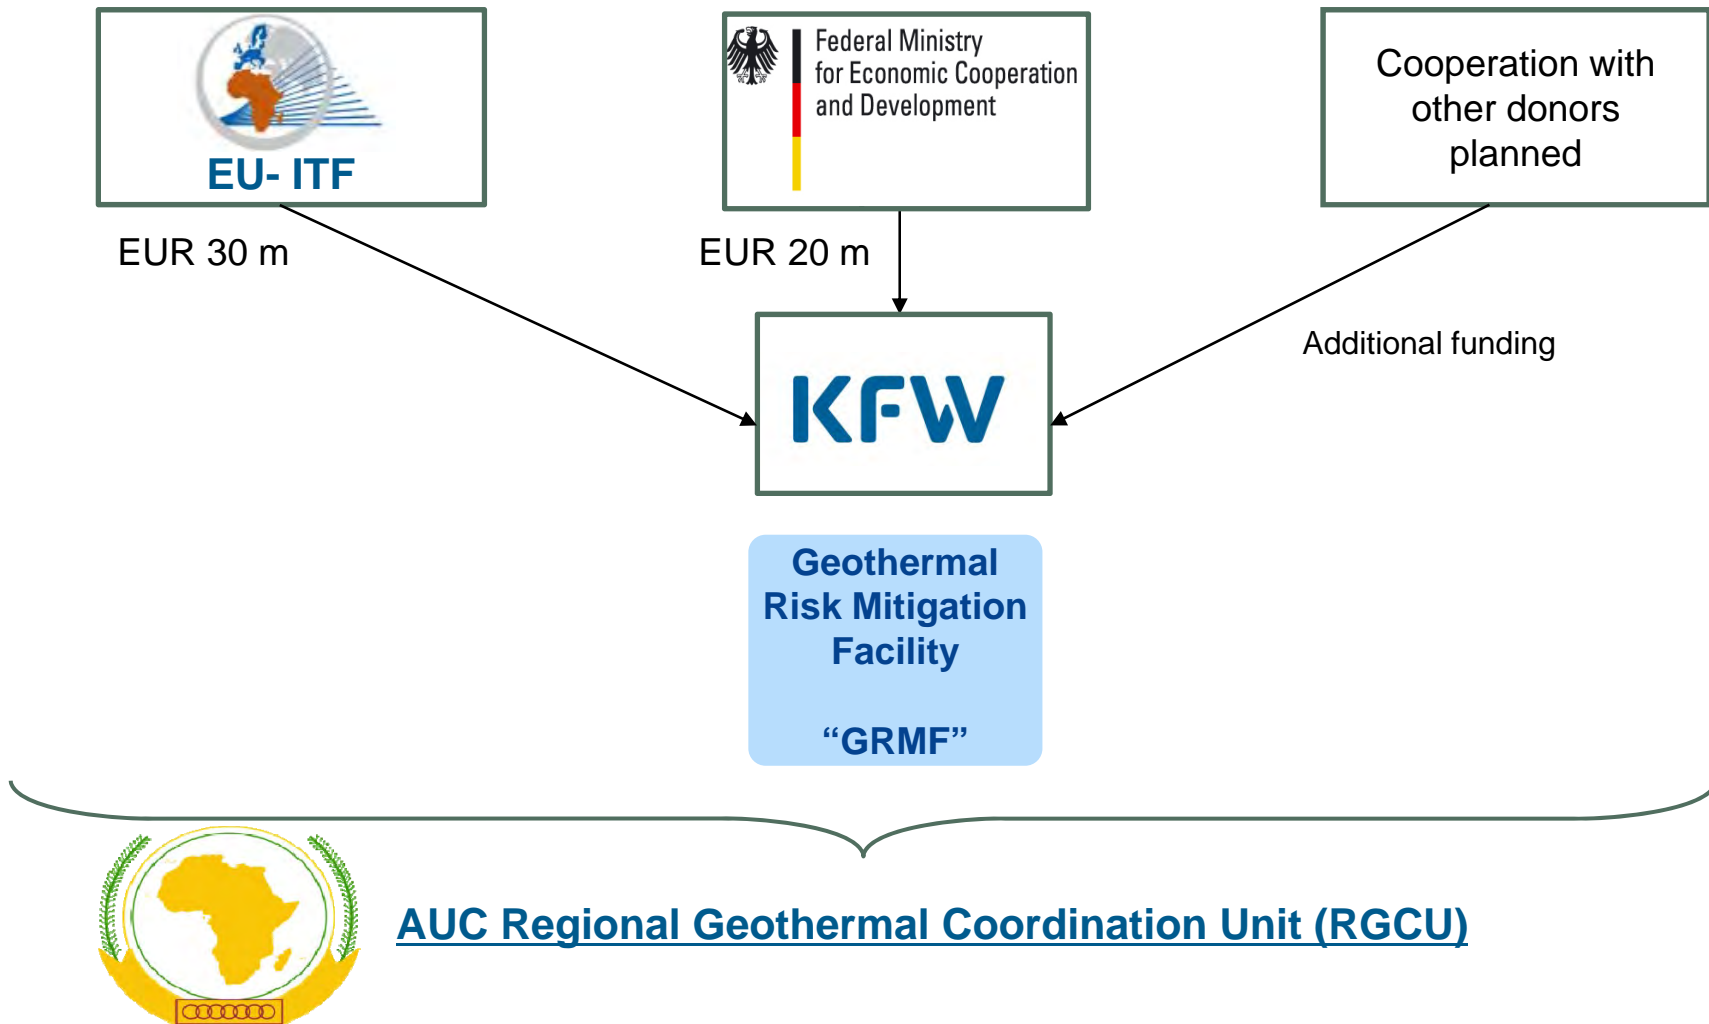 EU- ITF
Federal Ministry
for Economic Cooperation
and Development
Cooperation with
other donors
planned
EUR 30 m
EUR 20 m
Additional funding
KFW
Geothermal
Risk Mitigation
Facility
“GRMF”
AUC Regional Geothermal Coordination Unit (RGCU)